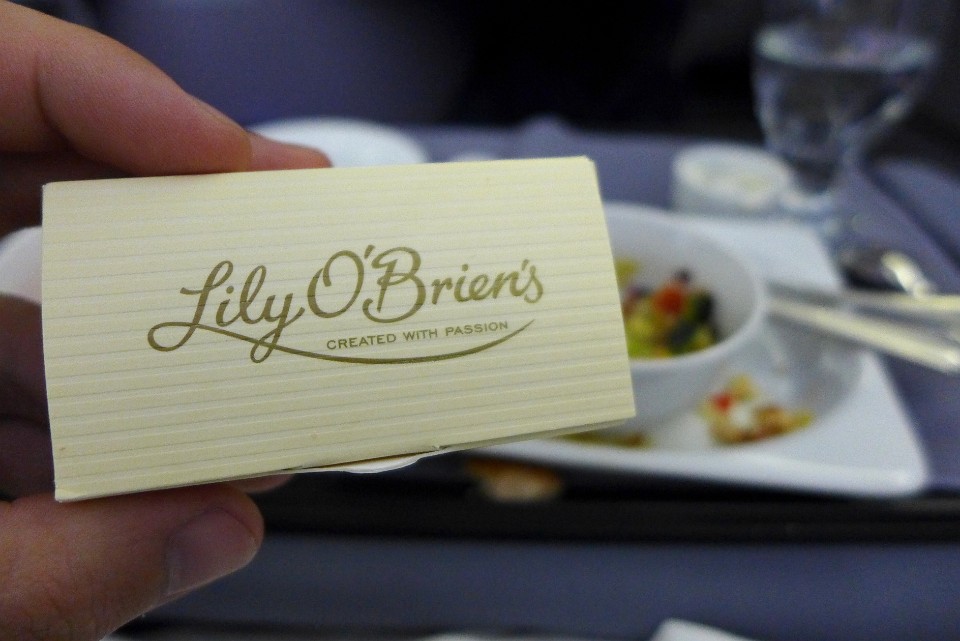 Lily O'Brien's
CREATED WITH PASSION